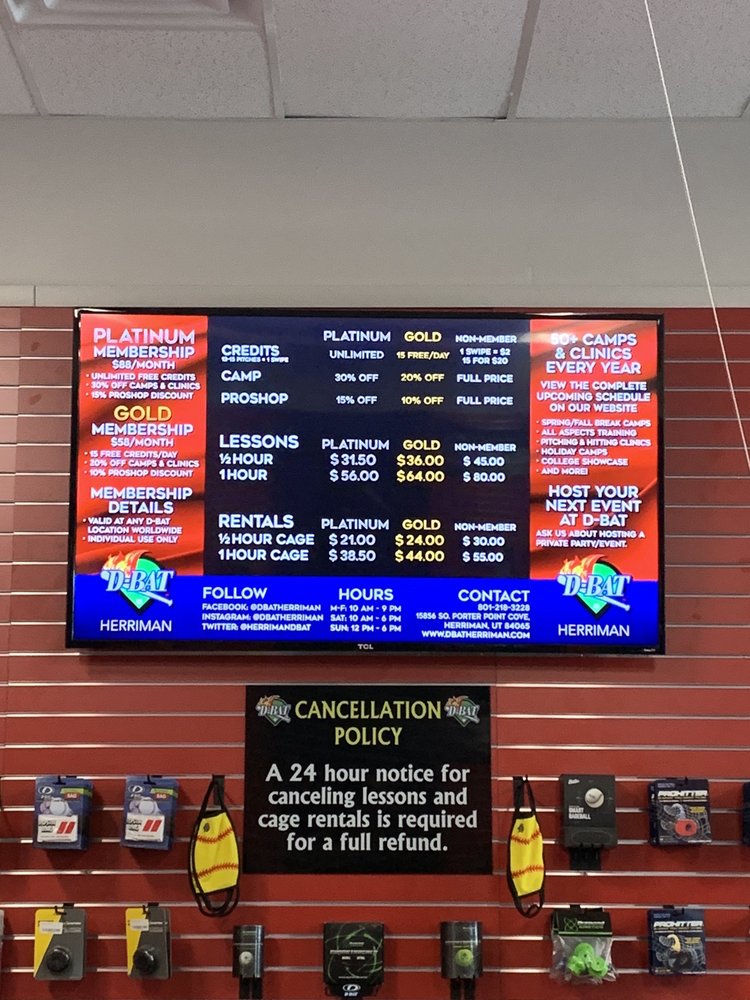 PLATINUM
MEMBERSHIP
$88/MONTH
· UNLIMITED FREE CREDITS
· 30% OFF CAMPS & CLINICS
· 15% PROSHOP DISCOUNT
GOLD
MEMBERSHIP
$58/MONTH
· 15 FREE CREDITS/DAY
· 20% OFF CAMPS & CLINICS
· 10% PROSHOP DISCOUNT
MEMBERSHIP
DETAILS
· VALID AT ANY D-BAT
LOCATION WORLDWIDE
· INDIVIDUAL USE ONLY
D-BAT
HERRIMAN
PLATINUM GOLD NON-MEMBER
CREDITS UNLIMITED 15 FREE/DAY 1 SWIPE = $2
PITCHES = 1 SWIPE 15 FOR $20
CAMP 30% OFF 20% OFF FULL PRICE
PROSHOP 15% OFF 10% OFF FULL PRICE
LESSONS PLATINUM GOLD NON-MEMBER
½ HOUR $31.50 $36.00 $45.00
1 HOUR $56.00 $64.00 $80.00
RENTALS PLATINUM GOLD NON-MEMBER
½ HOUR CAGE $21.00 $24.00 $30.00
1 HOUR CAGE $38.50 $44.00 $55.00
FOLLOW
FACEBOOK: @DBATHERRIMAN
INSTAGRAM: @DBATHERRIMAN
TWITTER: @HERRIMANDBAT
HOURS
M-F: 10 AM - 9 PM
SAT: 10 AM - 6 PM
SUN: 12 PM - 6 PM
CONTACT
801-218-3228
15856 SO. PORTER POINT COVE,
HERRIMAN, UT 84065
WWW.DBATHERRIMAN.COM
CAMPS
& CLINICS
EVERY YEAR
VIEW THE COMPLETE
UPCOMING SCHEDULE
ON OUR WEBSITE
· SPRING/FALL BREAK CAMPS
· ALL ASPECTS TRAINING
· PITCHING & HITTING CLINICS
· HOLIDAY CAMPS
· COLLEGE SHOWCASE
· AND MORE!
HOST YOUR
NEXT EVENT
AT D-BAT
ASK US ABOUT HOSTING A
PRIVATE PARTY/EVENT.
D-BAT
HERRIMAN
TCL
D-BAT CANCELLATION D-BAT
POLICY
A 24 hour notice for
canceling lessons and
cage rentals is required
for a full refund.
SMART
BASEBALL
PROHITTER
PROHITTER